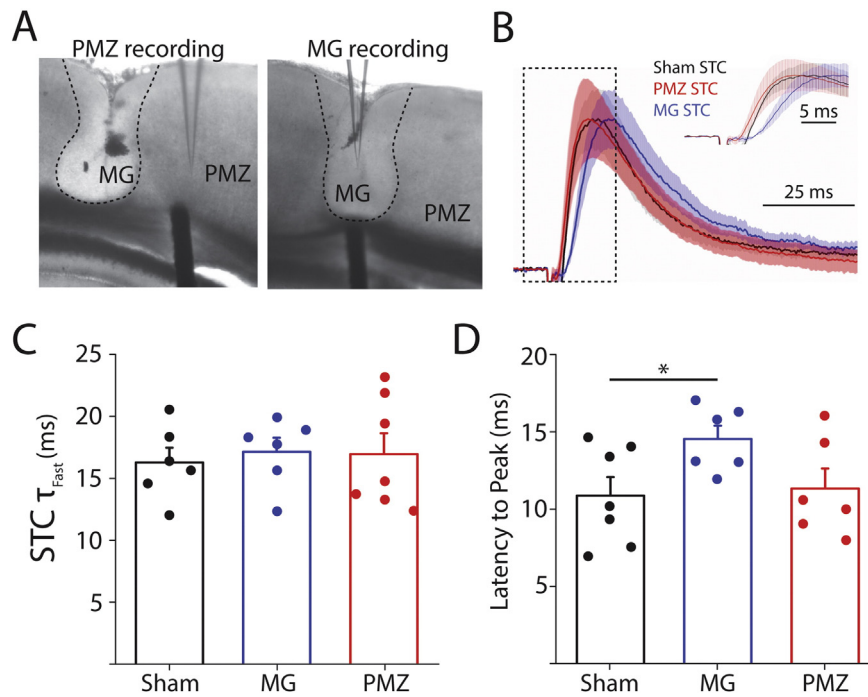 A
PMZ recording
MG recording
MG
PMZ
MG
PMZ
B
Sham STC
PMZ STC
MG STC
5 ms
25 ms
C
STC τFast (ms)
25
20
15
10
5
Sham
MG
PMZ
D
Latency to Peak (ms)
20
15
10
5
*
Sham
MG
PMZ